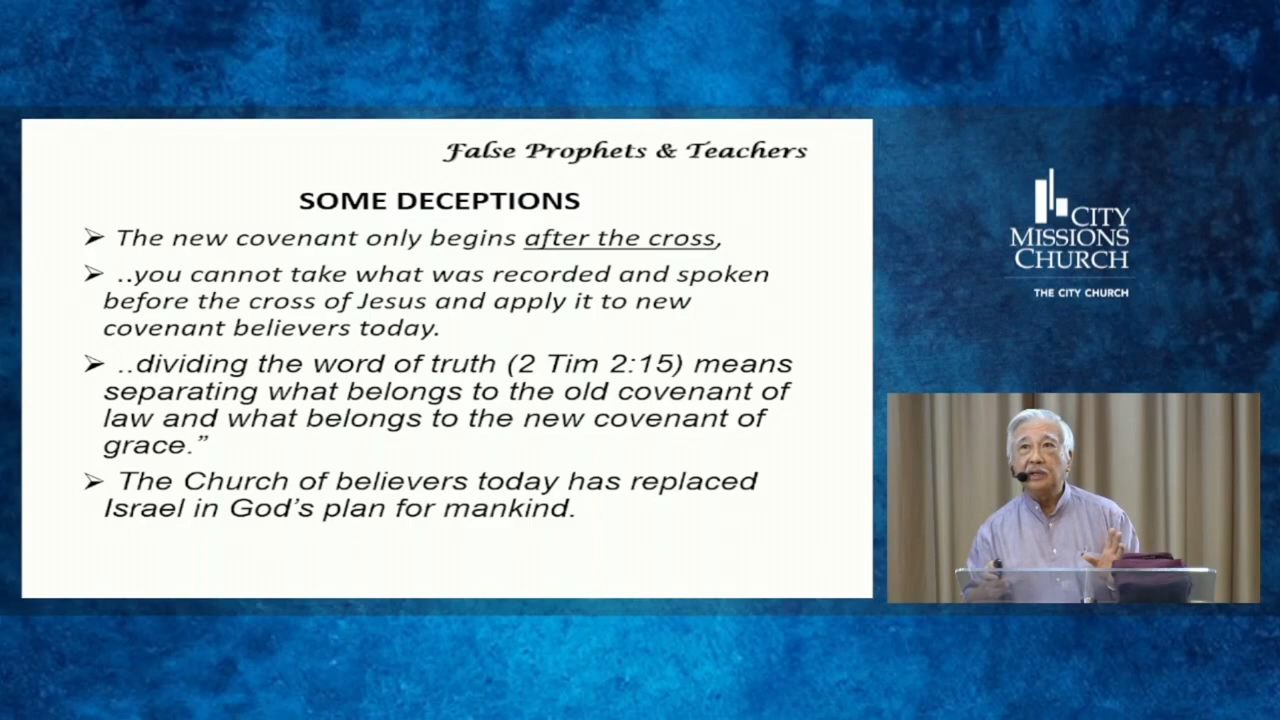 False Prophets & Teachers
SOME DECEPTIONS
➢ The new covenant only begins after the cross,
➢ ..you cannot take what was recorded and spoken
before the cross of Jesus and apply it to new
covenant believers today.
➢ ..dividing the word of truth (2 Tim 2:15) means
separating what belongs to the old covenant of
law and what belongs to the new covenant of
grace.”
➢ The Church of believers today has replaced
Israel in God’s plan for mankind.
CITY
MISSIONS
CHURCH
THE CITY CHURCH